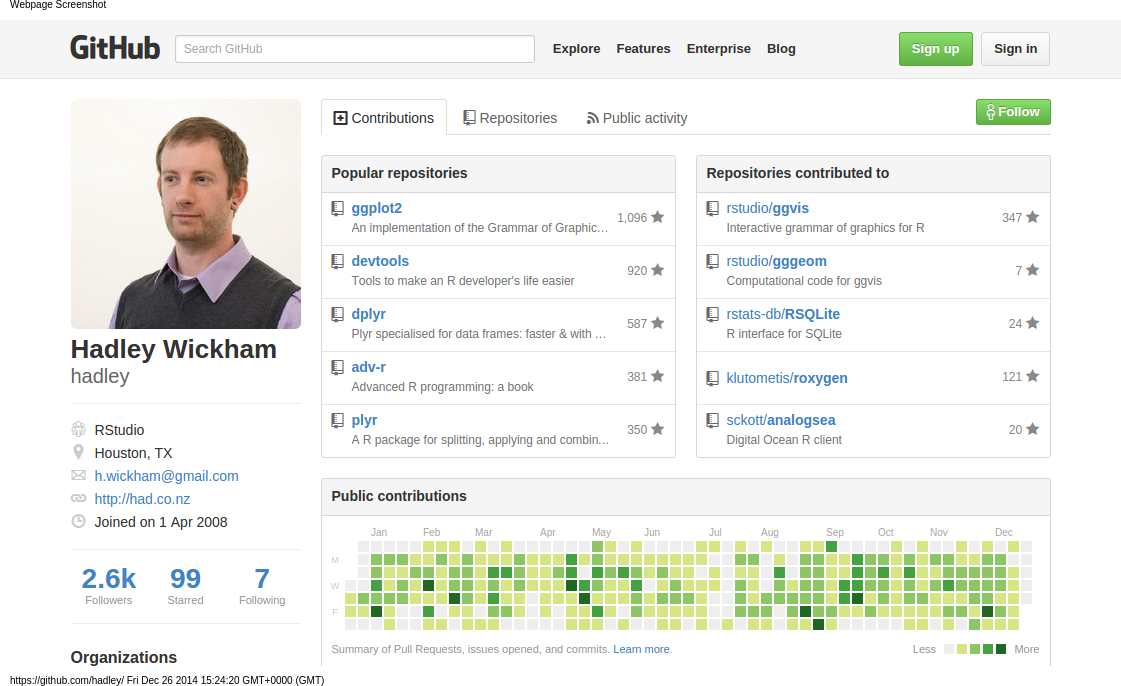 Webpage Screenshot
GitHub
Search GitHub
Explore Features Enterprise Blog
Sign up Sign in
Contributions Repositories Public activity
Follow
Hadley Wickham
hadley
RStudio
Houston, TX
h.wickham@gmail.com
http://had.co.nz
Joined on 1 Apr 2008
2.6k 99 7
Followers Starred Following
Organizations
Popular repositories
ggplot2
An implementation of the Grammar of Graphic… 1,096
devtools
Tools to make an R developer's life easier 920
dplyr
Plyr specialised for data frames: faster & with … 587
adv-r
Advanced R programming: a book 381
plyr
A R package for splitting, applying and combin… 350
Repositories contributed to
rstudio/ggvis
Interactive grammar of graphics for R 347
rstudio/gggeom
Computational code for ggvis 7
rstats-db/RSQLite
R interface for SQLite 24
klutometis/roxygen 121
sckott/analogsea
Digital Ocean R client 20
Public contributions
Jan Feb Mar Apr May Jun Jul Aug Sep Oct Nov Dec
M
W
F
Summary of Pull Requests, issues opened, and commits. Learn more.
Less More
https://github.com/hadley/ Fri Dec 26 2014 15:24:20 GMT+0000 (GMT)